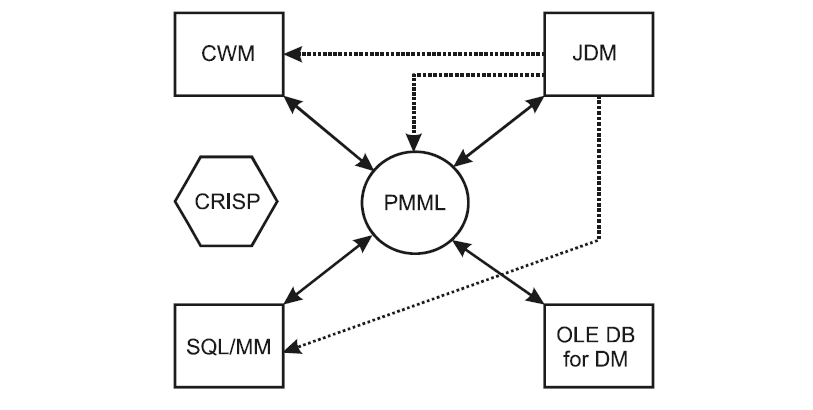 CWM
JDM
CRISP
PMML
SQL/MM
OLE DB
for DM